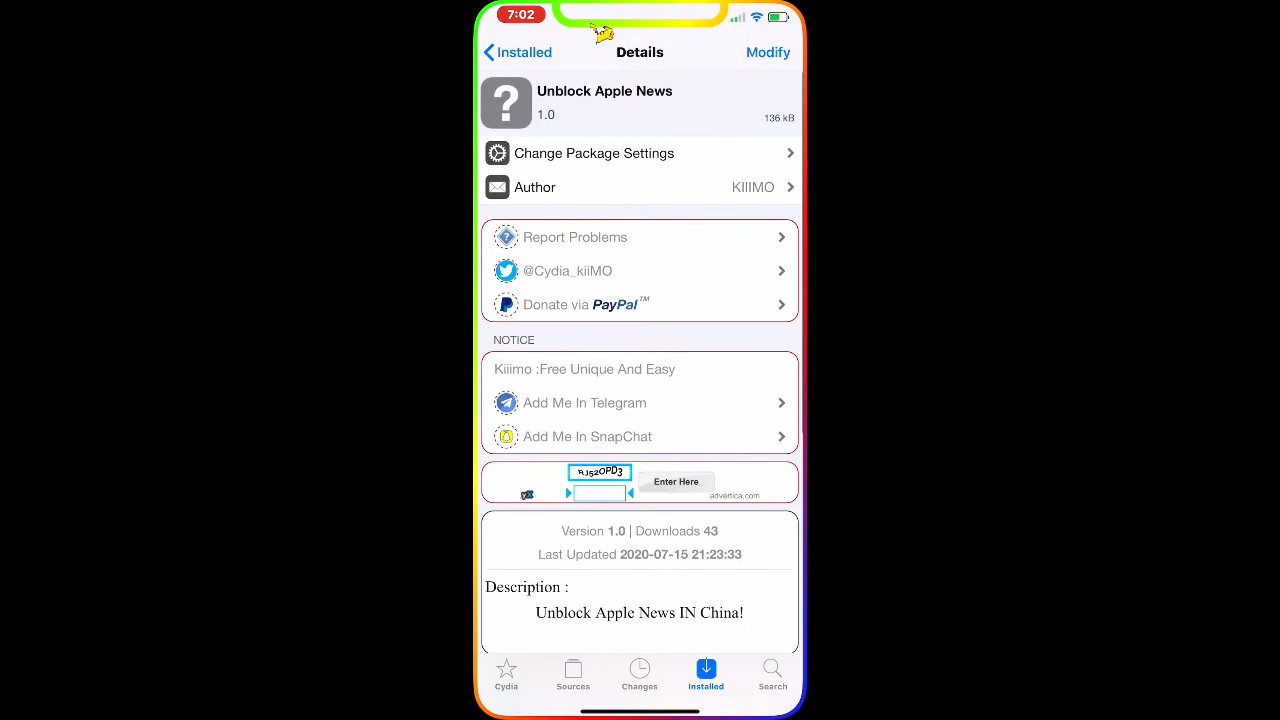 7:02
Installed
Details
Modify
?
Unblock Apple News
1.0
136 kB
Change Package Settings
Author
KIIIMO
Report Problems
@Cydia_kiiMO
Donate via PayPal™
NOTICE
Kiiimo :Free Unique And Easy
Add Me In Telegram
Add Me In SnapChat
RJ52OPD3
Enter Here
advertica.com
Version 1.0 | Downloads 43
Last Updated 2020-07-15 21:23:33
Description :
Unblock Apple News IN China!
Cydia
Sources
Changes
Installed
Search